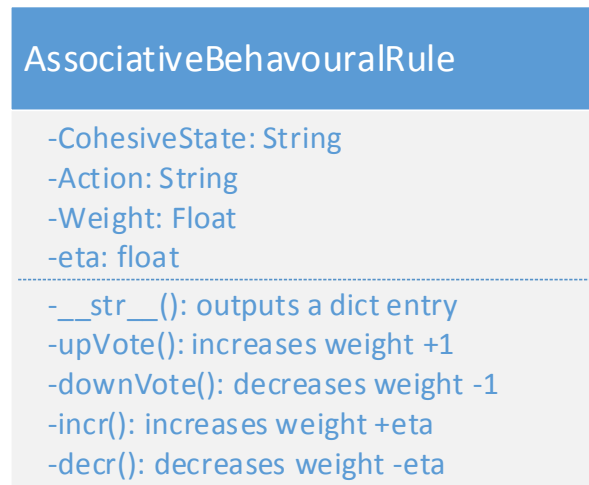 AssociativeBehavouralRule
-CohesiveState: String
-Action: String
-Weight: Float
-eta: float
-__str__(): outputs a dict entry
-upVote(): increases weight +1
-downVote(): decreases weight -1
-incr(): increases weight +eta
-decr(): decreases weight -eta